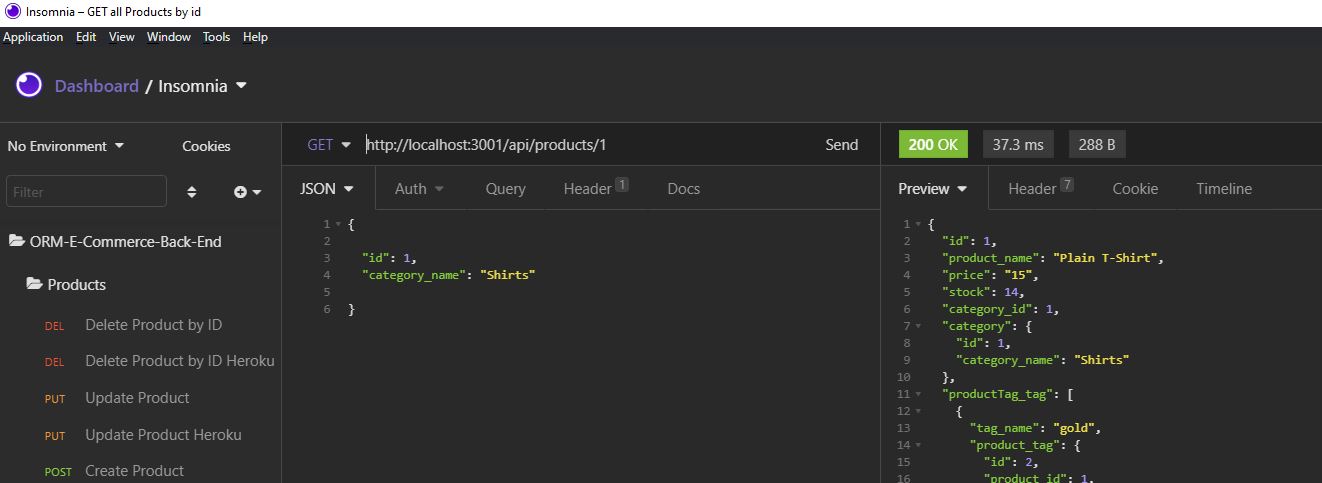 Insomnia – GET all Products by id
Application Edit View Window Tools Help
Dashboard / Insomnia
No Environment Cookies
Filter
ORM-E-Commerce-Back-End
Products
DEL Delete Product by ID
DEL Delete Product by ID Heroku
PUT Update Product
PUT Update Product Heroku
POST Create Product
GET http://localhost:3001/api/products/1 Send
JSON Auth Query Header 1 Docs
1 {
2
3 "id": 1,
4 "category_name": "Shirts"
5
6 }
200 OK 37.3 ms 288 B
Preview Header 7 Cookie Timeline
1 {
2 "id": 1,
3 "product_name": "Plain T-Shirt",
4 "price": "15",
5 "stock": 14,
6 "category_id": 1,
7 "category": {
8 "id": 1,
9 "category_name": "Shirts"
10 },
11 "productTag_tag": [
12 {
13 "tag_name": "gold",
14 "product_tag": {
15 "id": 2,
16 "product_id": 1,